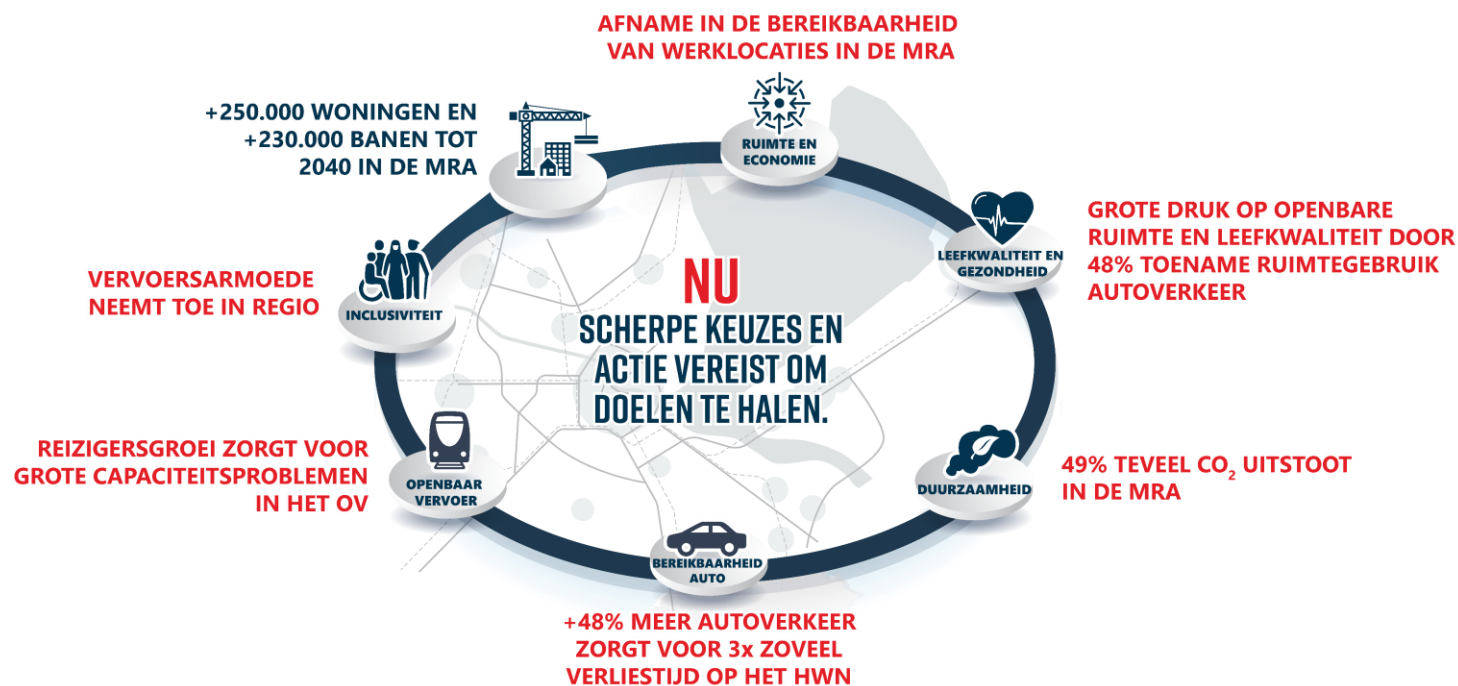 AFNAME IN DE BEREIKBAARHEID
VAN WERKLOCATIES IN DE MRA
RUIMTE EN
ECONOMIE
+250.000 WONINGEN EN
+230.000 BANEN TOT
2040 IN DE MRA
GROTE DRUK OP OPENBARE
RUIMTE EN LEEFKWALITEIT DOOR
48% TOENAME RUIMTEGEBRUIK
AUTOVERKEER
LEEFKWALITEIT EN
GEZONDHEID
VERVOERSARMOEDE
NEEMT TOE IN REGIO
INCLUSIVITEIT
NU
SCHERPE KEUZES EN
ACTIE VEREIST OM
DOELEN TE HALEN.
REIZIGERSGROEI ZORGT VOOR
GROTE CAPACITEITSPROBLEMEN
IN HET OV
OPENBAAR
VERVOER
DUURZAAMHEID
49% TEVEEL CO₂ UITSTOOT
IN DE MRA
BEREIKBAARHEID
AUTO
+48% MEER AUTOVERKEER
ZORGT VOOR 3x ZOVEEL
VERLIESTIJD OP HET HWN